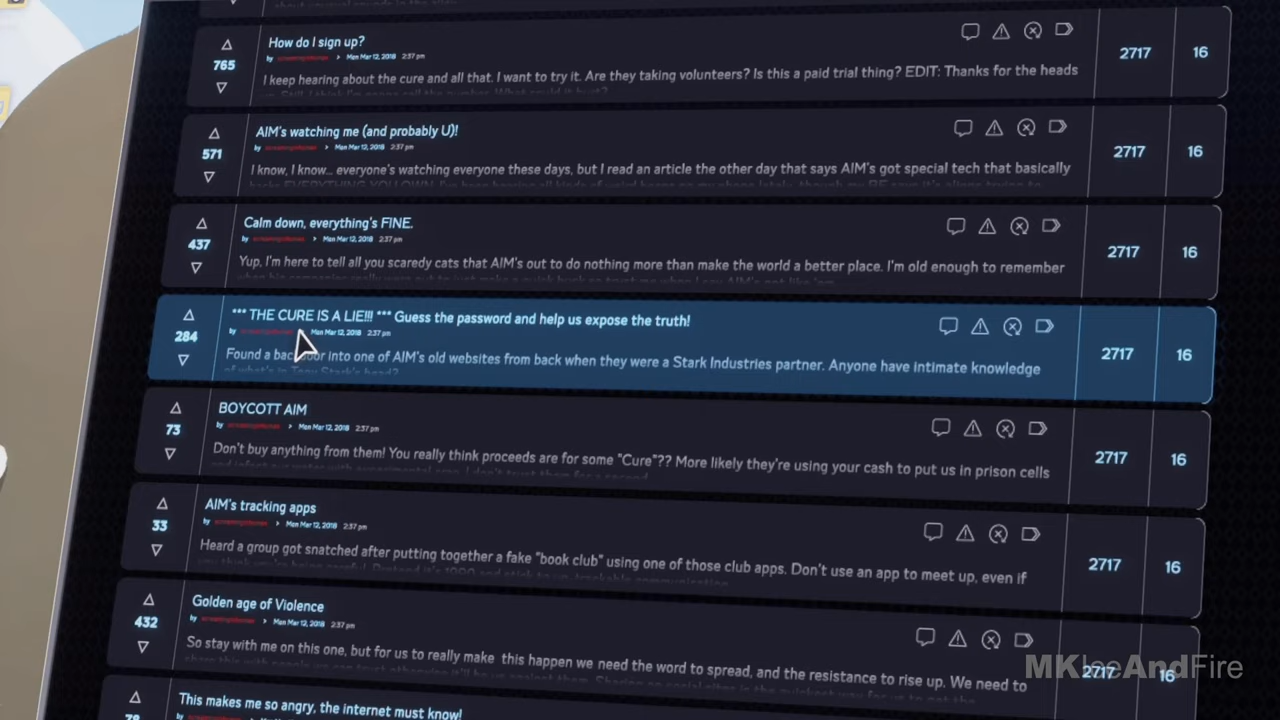 How do I sign up?
765
by
Mon Mar 12, 2018 2:37 pm
I keep hearing about the cure and all that. I want to try it. Are they taking volunteers? Is this a paid trial thing? EDIT: Thanks for the heads
2717 16
AIM's watching me (and probably U)!
571
by
Mon Mar 12, 2018 2:37 pm
I know, I know... everyone's watching everyone these days, but I read an article the other day that says AIM's got special tech that basically
2717 15
Calm down, everything's FINE.
437
by
Mon Mar 12, 2018 2:37 pm
Yup, I'm here to tell all you scaredy cats that AIM's out to do nothing more than make the world a better place. I'm old enough to remember
2717 16
*** THE CURE IS A LIE!!! *** Guess the password and help us expose the truth!
284
by
Mon Mar 12, 2018 2:37 pm
Found a backdoor into one of AIM's old websites from back when they were a Stark Industries partner. Anyone have intimate knowledge
of what's in Tony Stark's head?
2717 16
BOYCOTT AIM
73
by
Mon Mar 12, 2018 2:37 pm
Don't buy anything from them! You really think proceeds are for some "Cure"?? More likely they're using your cash to put us in prison cells
2717 16
AIM's tracking apps
33
by
Mon Mar 12, 2018 2:37 pm
Heard a group got snatched after putting together a fake "book club" using one of those club apps. Don't use an app to meet up, even if
2717 16
Golden age of Violence
432
by
Mon Mar 12, 2018 2:37 pm
So stay with me on this one, but for us to really make this happen we need the word to spread, and the resistance to rise up. We need to
2717 16
MKIceAndFire
This makes me so angry, the internet must know!